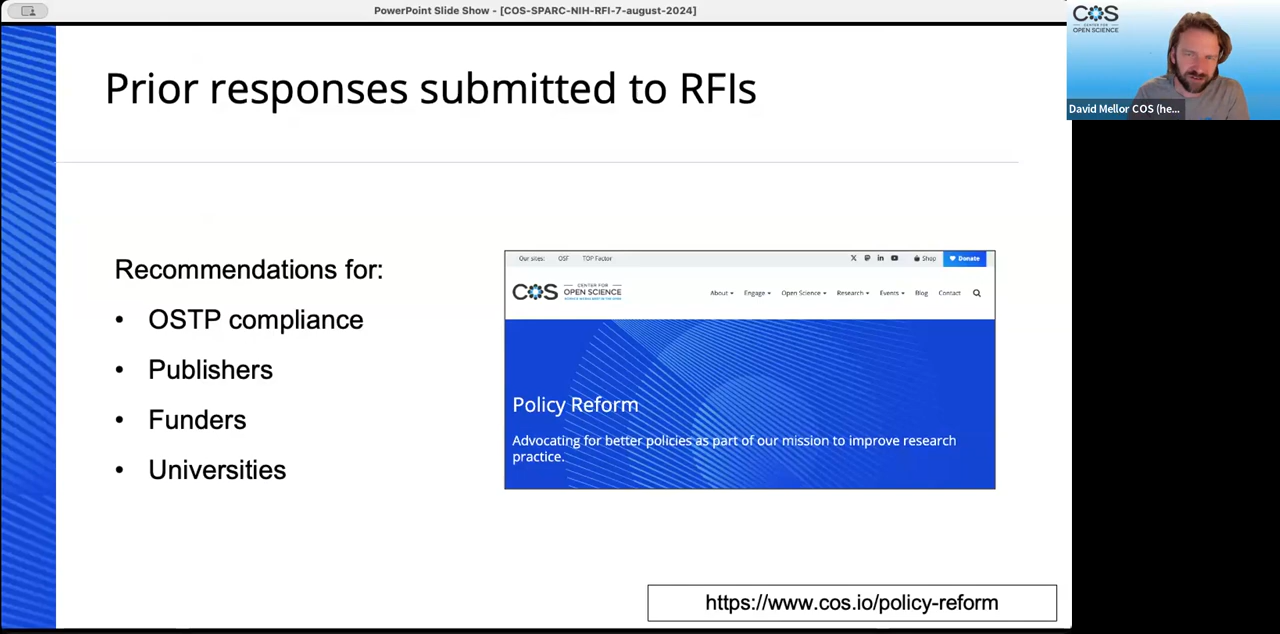 PowerPoint Slide Show - [COS-SPARC-NIH-RFI-7-august-2024]
COS
CENTER FOR
OPEN SCIENCE
David Mellor COS (he...
Prior responses submitted to RFIs
Recommendations for:
• OSTP compliance
• Publishers
• Funders
• Universities
Our sites: OSF TOP Factor Shop Donate
COS CENTER FOR
OPEN SCIENCE
About Engage Open Science Research Events Blog Contact
Policy Reform
Advocating for better policies as part of our mission to improve research
practice.
https://www.cos.io/policy-reform